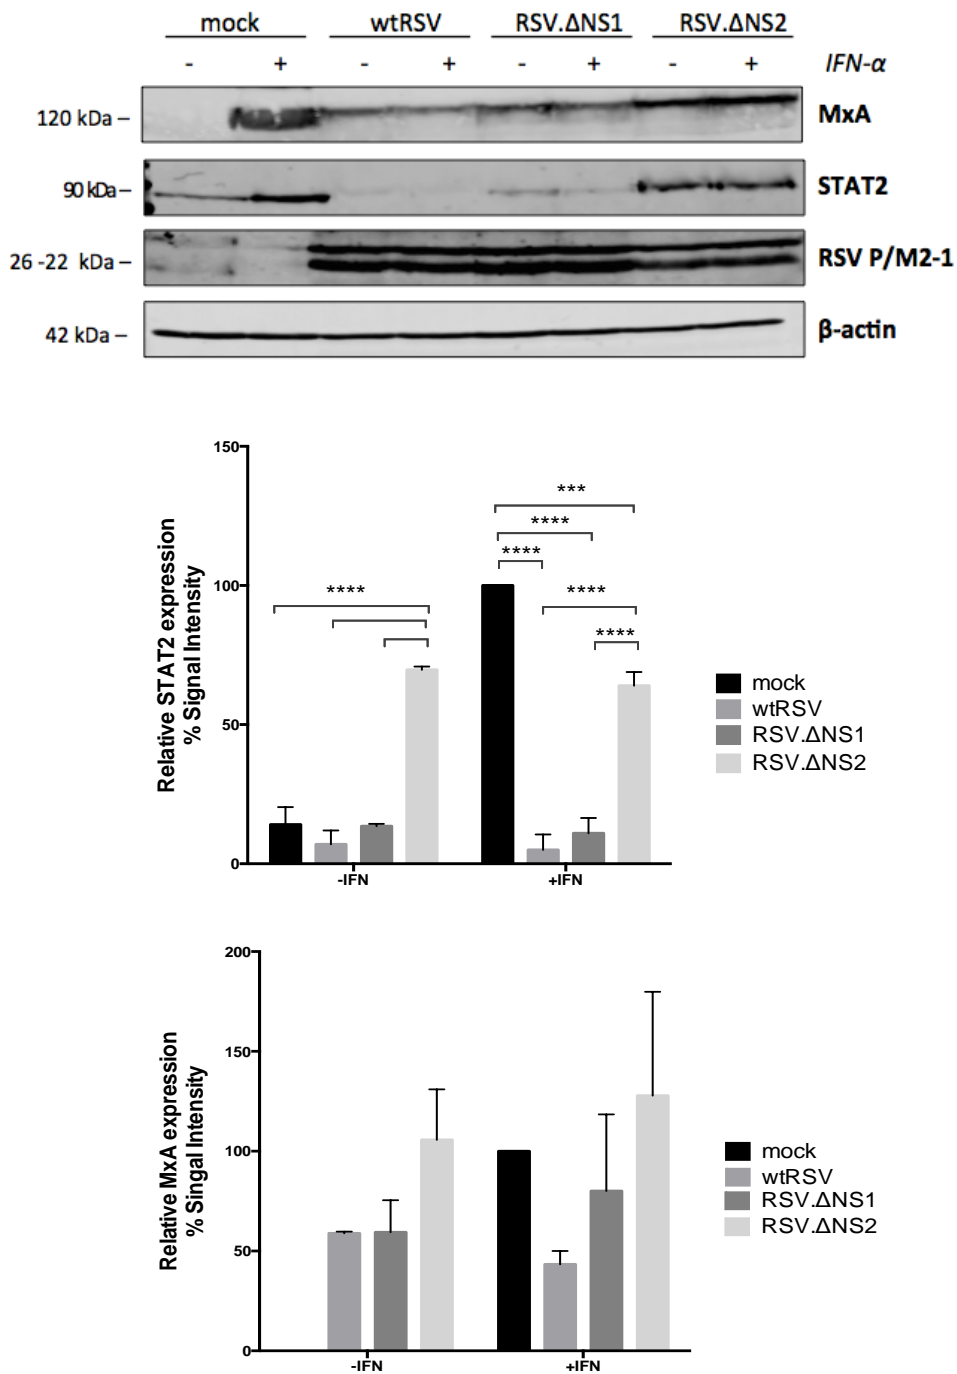 mock wtRSV RSV.ΔNS1 RSV.ΔNS2
- + - + - + - + IFN-α
120 kDa – MxA
90 kDa – STAT2
26 -22 kDa – RSV P/M2-1
42 kDa – β-actin
Relative STAT2 expression
% Signal Intensity
150
100
50
0
**** 
*** 
**** 
**** 
**** 
**** 
-IFN +IFN
mock
wtRSV
RSV.ΔNS1
RSV.ΔNS2
Relative MxA expression
% Singal Intensity
200
150
100
50
0
-IFN +IFN
mock
wtRSV
RSV.ΔNS1
RSV.ΔNS2